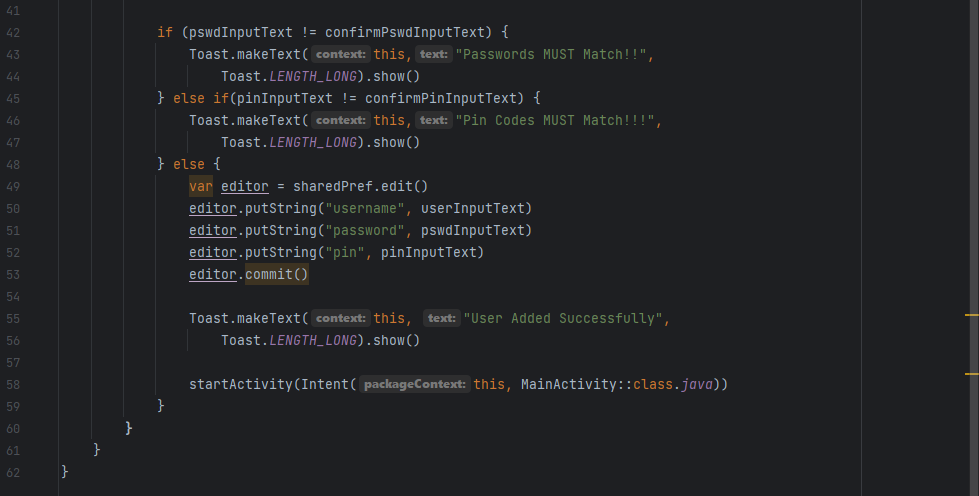 41
42 if (pswdInputText != confirmPswdInputText) {
43 Toast.makeText( context: this, text: "Passwords MUST Match!!",
44 Toast.LENGTH_LONG).show()
45 } else if(pinInputText != confirmPinInputText) {
46 Toast.makeText( context: this, text: "Pin Codes MUST Match!!!",
47 Toast.LENGTH_LONG).show()
48 } else {
49 var editor = sharedPref.edit()
50 editor.putString("username", userInputText)
51 editor.putString("password", pswdInputText)
52 editor.putString("pin", pinInputText)
53 editor.commit()
54
55 Toast.makeText( context: this, text: "User Added Successfully",
56 Toast.LENGTH_LONG).show()
57
58 startActivity(Intent( packageContext: this, MainActivity::class.java))
59 }
60 }
61 }
62 }